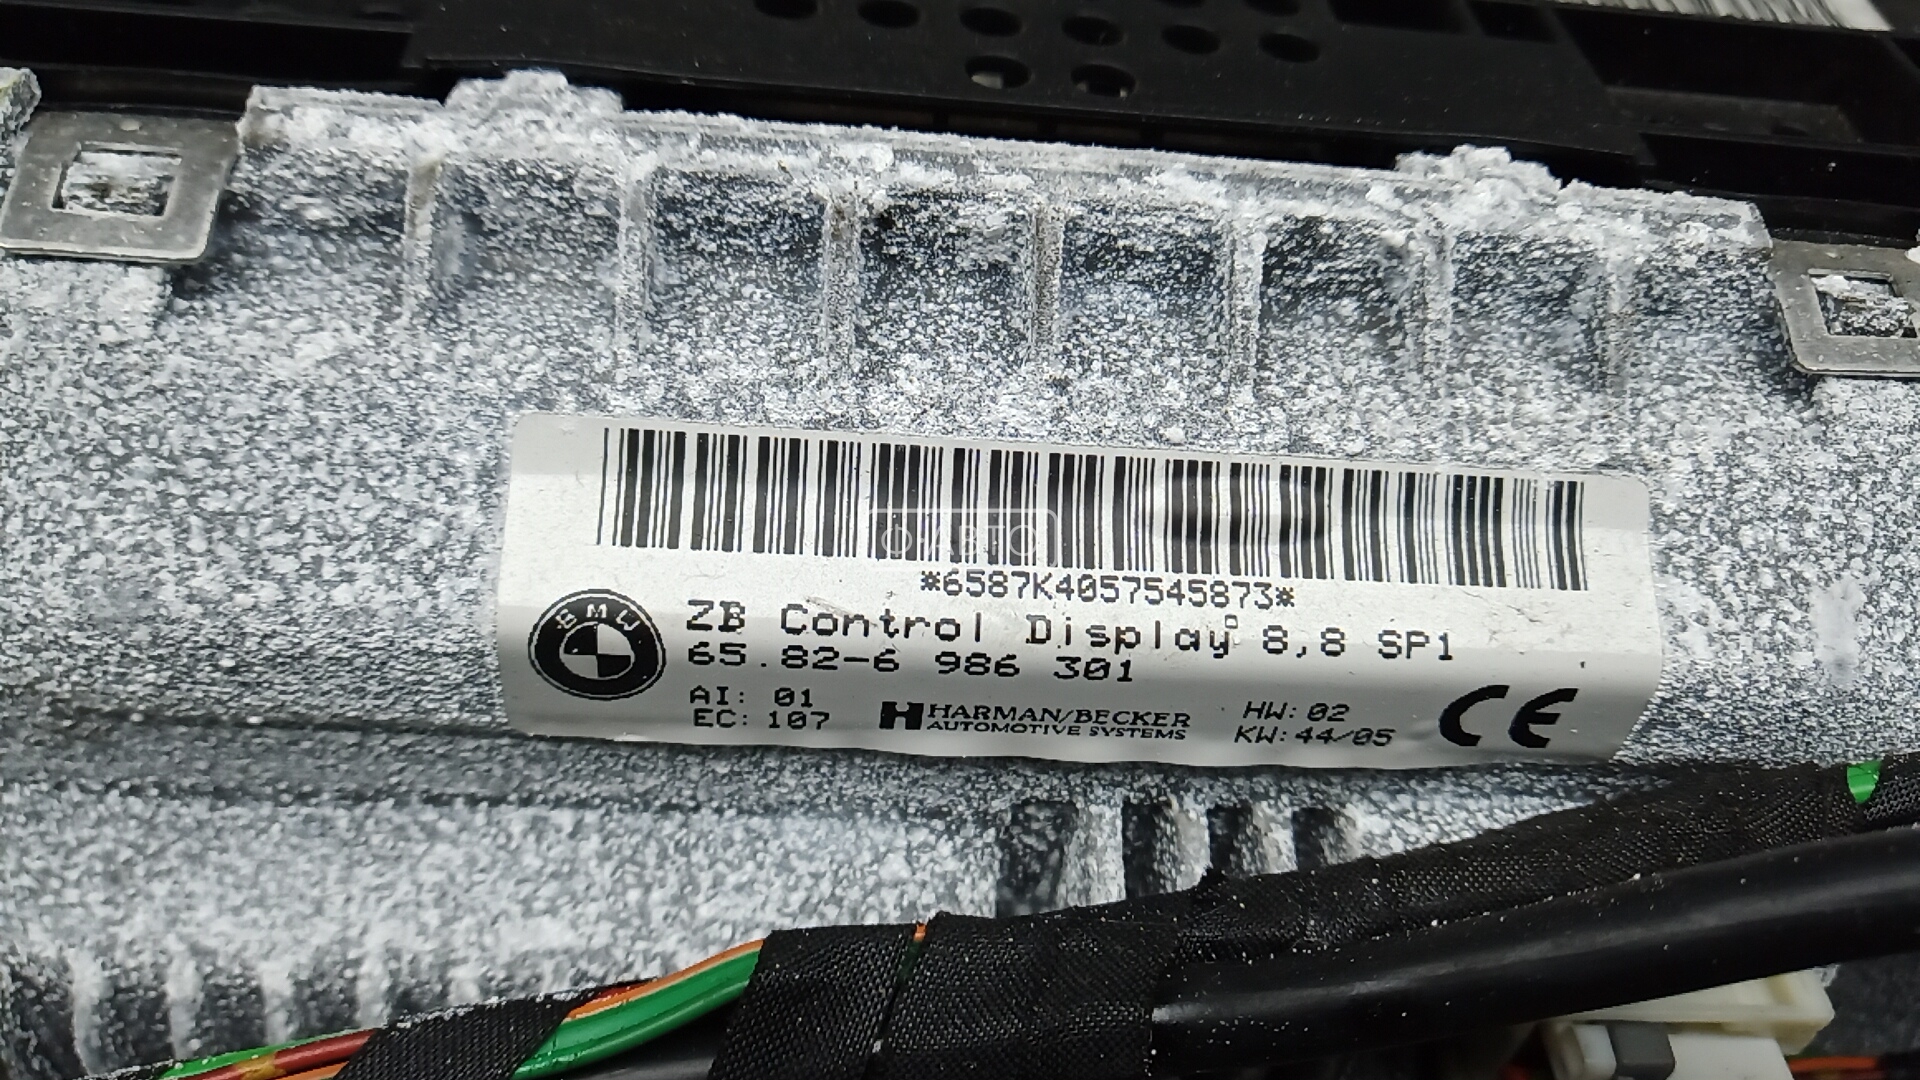 Ф-АВТО
*6587K4057545873*
BMW
ZB Control Display 8,8 SP1
65.82-6 986 301
AI: 01
EC: 107
HARMAN/BECKER
AUTOMOTIVE SYSTEMS
HW: 02
KW: 44/05
CE